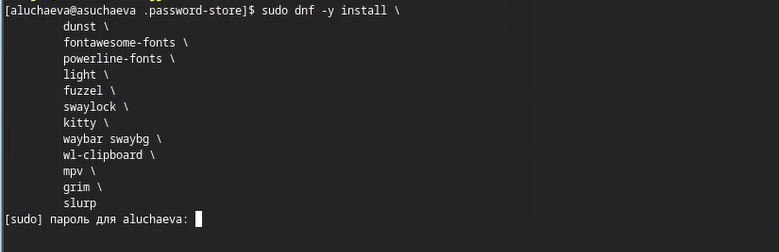 [aluchaeva@asuchaeva .password-store]$ sudo dnf -y install \
dunst \
fontawesome-fonts \
powerline-fonts \
light \
fuzzel \
swaylock \
kitty \
waybar swaybg \
wl-clipboard \
mpv \
grim \
slurp
[sudo] пароль для aluchaeva: